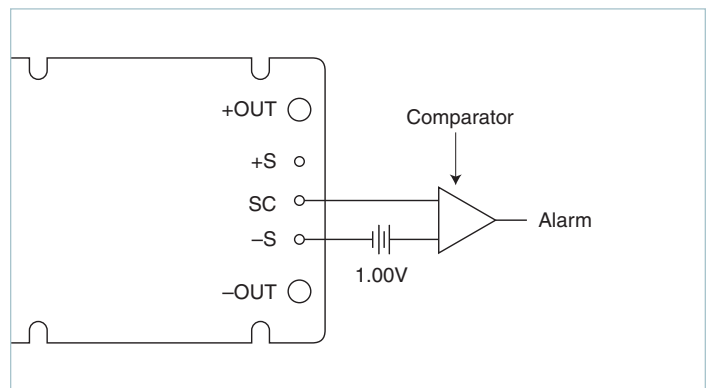 +OUT
Comparator
+S
SC
Alarm
–S
1.00V
–OUT